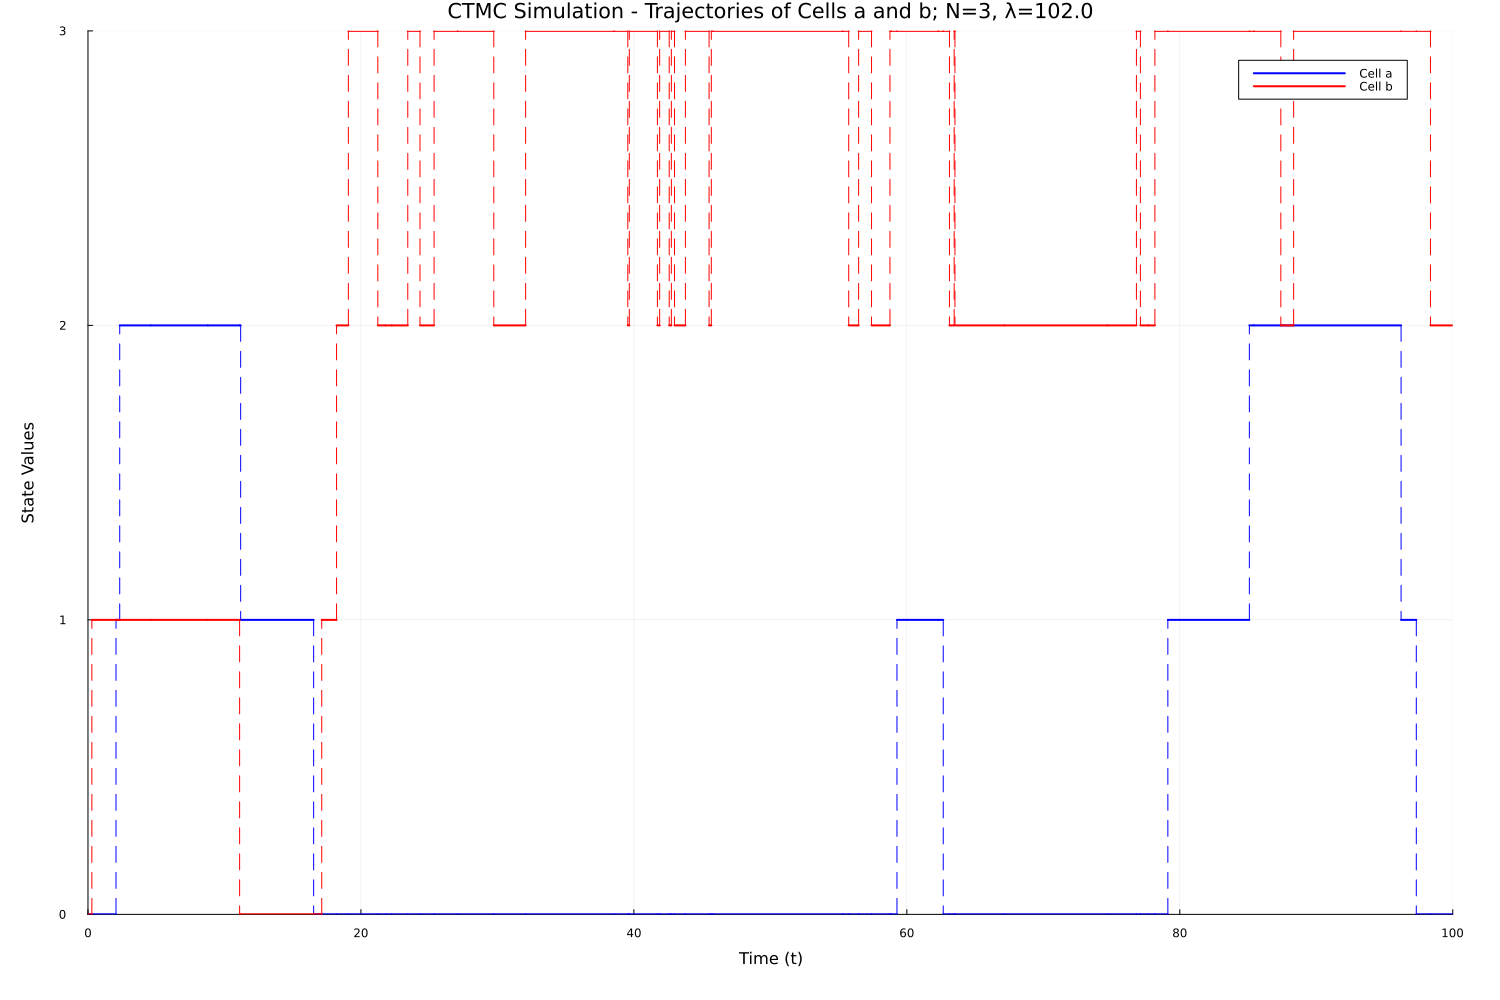 CTMC Simulation - Trajectories of Cells a and b; N=3, λ=102.0
3
Cell a
Cell b
2
State Values
1
0
0 20 40 60 80 100
Time (t)